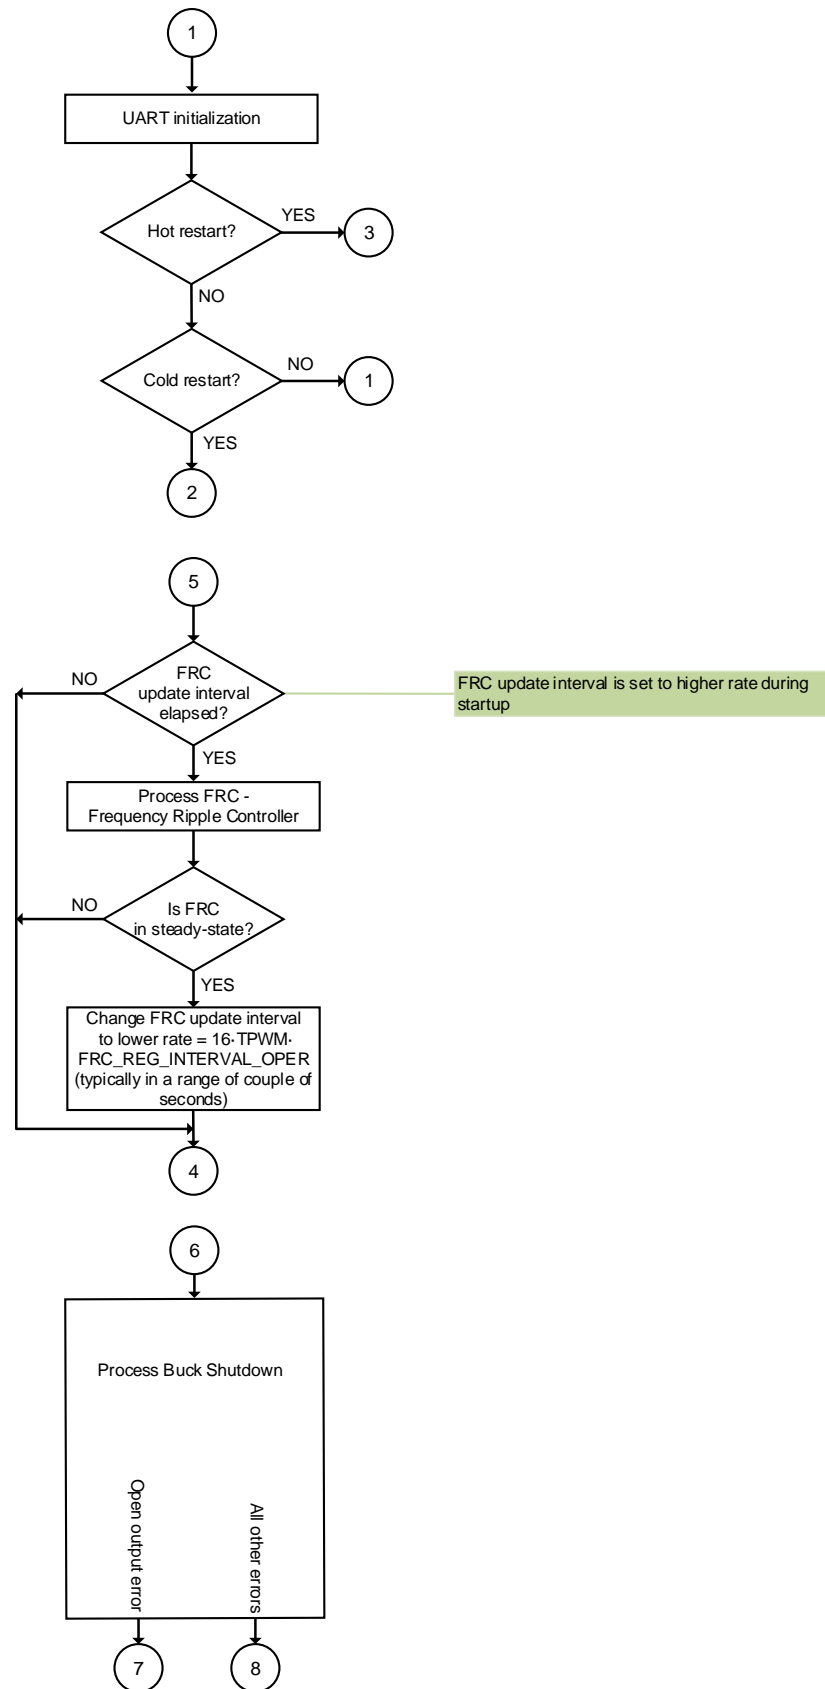 1
UART initialization
Hot restart?
YES
3
NO
Cold restart?
NO
1
YES
2
5
FRC
update interval
elapsed?
NO
FRC update interval is set to higher rate during
startup
YES
Process FRC -
Frequency Ripple Controller
Is FRC
in steady-state?
NO
YES
Change FRC update interval
to lower rate = 16·TPWM·
FRC_REG_INTERVAL_OPER
(typically in a range of couple of
seconds)
4
6
Process Buck Shutdown
Open output error
All other errors
7
8